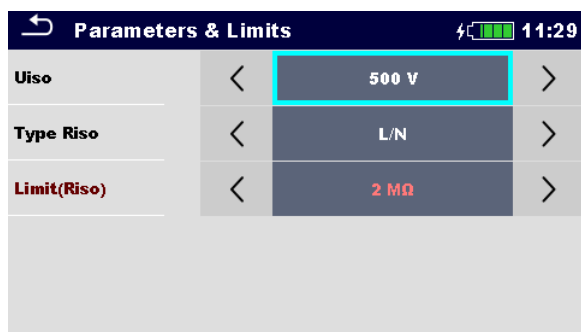 Parameters & Limits 11:29
Uiso 500 V
Type Riso L/N
Limit(Riso) 2 MΩ